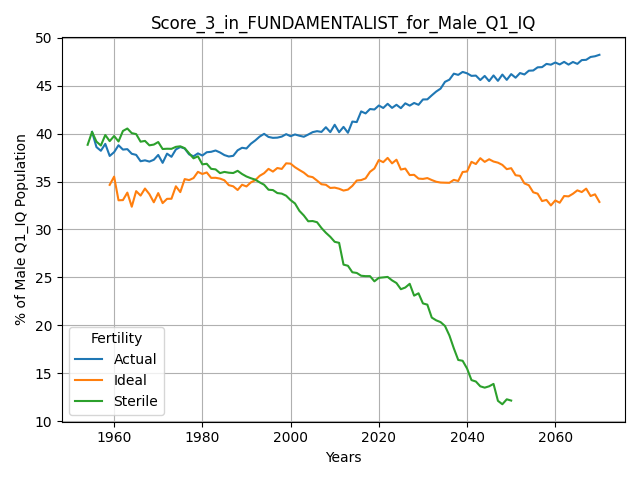 Score_3_in_FUNDAMENTALIST_for_Male_Q1_IQ
% of Male Q1_IQ Population
50
45
40
35
30
25
20
15
10
Fertility
Actual
Ideal
Sterile
1960 1980 2000 2020 2040 2060
Years